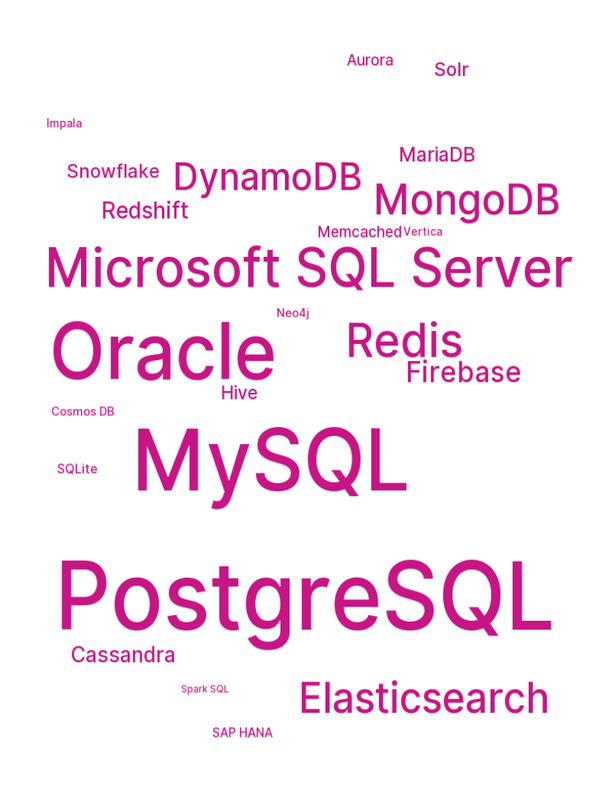 Aurora
Solr
Impala
MariaDB
Snowflake
DynamoDB
MongoDB
Redshift
Memcached
Vertica
Microsoft SQL Server
Neo4j
Oracle
Redis
Firebase
Hive
Cosmos DB
MySQL
SQLite
PostgreSQL
Cassandra
Spark SQL
Elasticsearch
SAP HANA